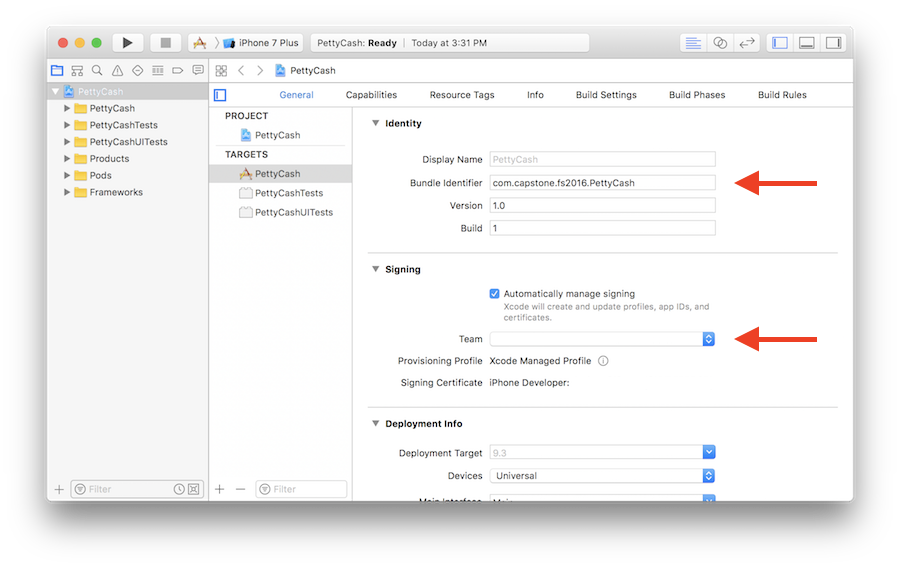 iPhone 7 Plus
PettyCash: Ready | Today at 3:31 PM
PettyCash
PettyCash
PettyCash
PettyCashTests
PettyCashUITests
Products
Pods
Frameworks
Filter
General Capabilities Resource Tags Info Build Settings Build Phases Build Rules
PROJECT
PettyCash
TARGETS
PettyCash
PettyCashTests
PettyCashUITests
Filter
Identity
Display Name PettyCash
Bundle Identifier com.capstone.fs2016.PettyCash
Version 1.0
Build 1
Signing
Automatically manage signing
Xcode will create and update profiles, app IDs, and
certificates.
Team
Provisioning Profile Xcode Managed Profile
Signing Certificate iPhone Developer:
Deployment Info
Deployment Target 9.3
Devices Universal
Main Interface Main